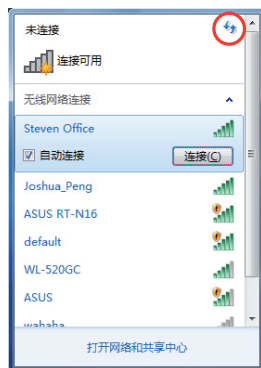 未连接
连接可用
无线网络连接
Steven Office
自动连接
连接(C)
Joshua_Peng
ASUS RT-N16
default
WL-520GC
ASUS
wahaha
打开网络和共享中心